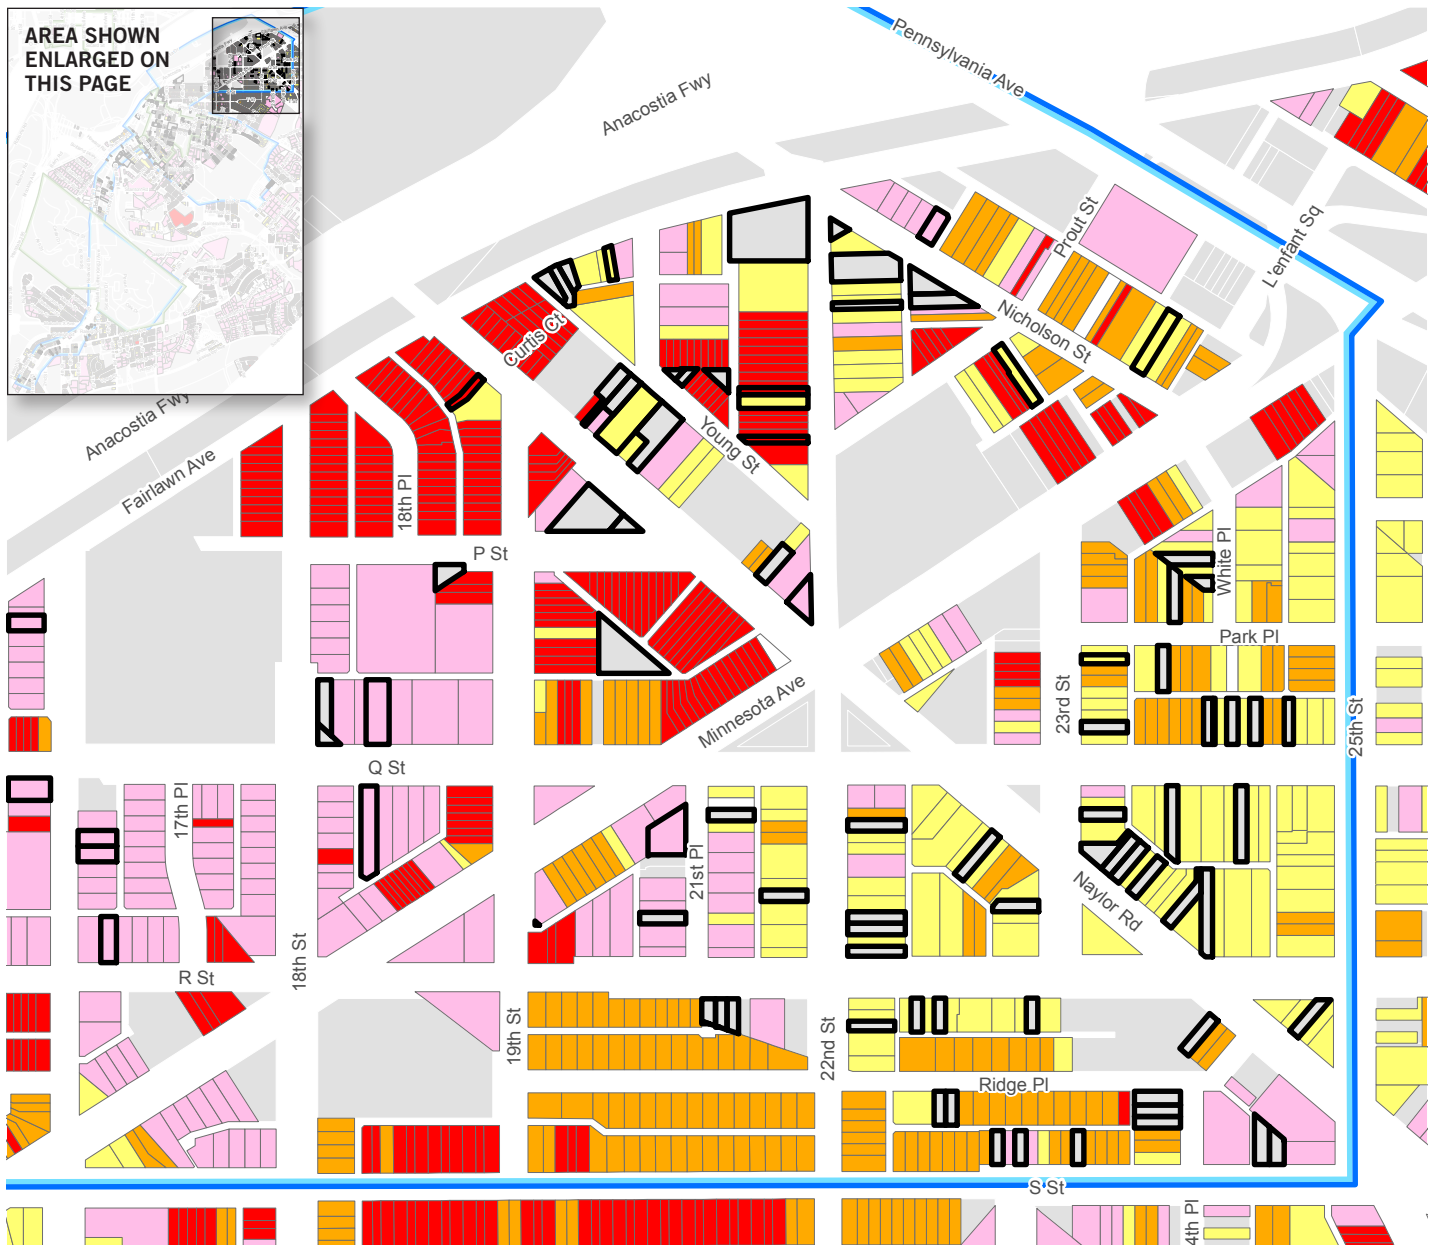 AREA SHOWN
ENLARGED ON
THIS PAGE
Pennsylvania Ave
Anacostia Fwy
Prout St
L'enfant Sq
Nicholson St
Curtis Ct
Young St
Anacostia Fwy
Fairlawn Ave
18th Pl
P St
White Pl
Park Pl
23rd St
25th St
Minnesota Ave
Q St
17th Pl
21st Pl
Naylor Rd
18th St
R St
19th St
22nd St
Ridge Pl
S St
4th Pl